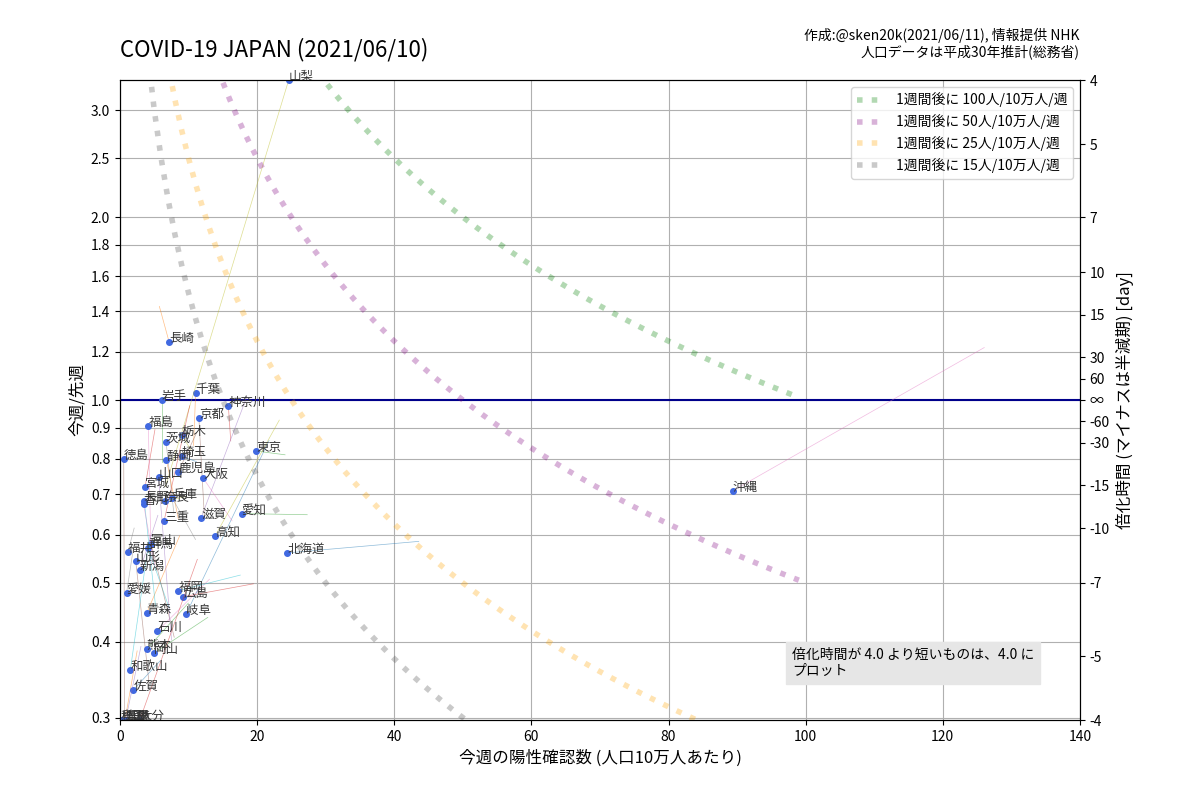 COVID-19 JAPAN (2021/06/10)
作成:@sken20k(2021/06/11), 情報提供 NHK
人口データは平成30年推計(総務省)
1週間後に 100人/10万人/週
1週間後に 50人/10万人/週
1週間後に 25人/10万人/週
1週間後に 15人/10万人/週
今週/先週
3.0
2.5
2.0
1.8
1.6
1.4
1.2
1.0
0.9
0.8
0.7
0.6
0.5
0.4
0.3
山梨
長崎
千葉
岩手
神奈川
京都
福島
栃木
茨城
東京
埼玉
徳島
静岡
鹿児島
山口
大阪
宮城
兵庫
沖縄
愛知
滋賀
三重
高知
北海道
福井
群馬
山形
新潟
愛媛
福岡
広島
青森
岐阜
石川
熊本
岡山
和歌山
佐賀
大分
倍化時間が 4.0 より短いものは、4.0 に
プロット
4
5
7
10
15
30
60
∞
-60
-30
-15
-10
-7
-5
-4
倍化時間 (マイナスは半減期) [day]
0
20
40
60
80
100
120
140
今週の陽性確認数 (人口10万人あたり)